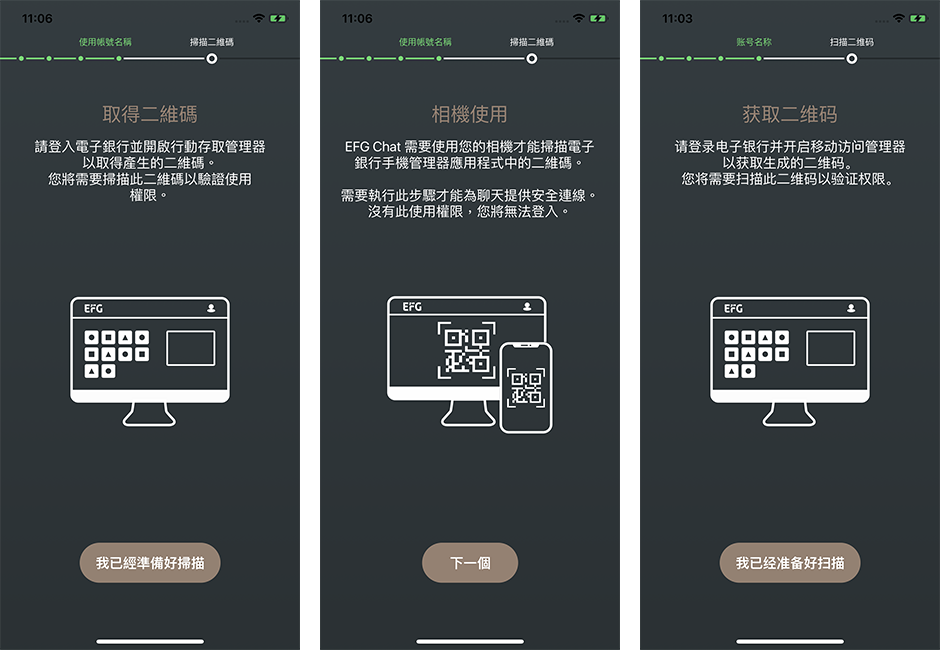 11:06
使用帳號名稱
掃描二維碼
取得二維碼
請登入電子銀行並開啟行動存取管理器
以取得產生的二維碼。
您將需要掃描此二維碼以驗證使用
權限。
EFG
我已經準備好掃描
11:06
使用帳號名稱
掃描二維碼
相機使用
EFG Chat 需要使用您的相機才能掃描電子
銀行手機管理器應用程式中的二維碼。
需要執行此步驟才能為聊天提供安全連線。
沒有此使用權限，您將無法登入。
EFG
下一個
11:03
账号名称
扫描二维码
获取二维码
请登录电子银行并开启移动访问管理器
以获取生成的二维码。
您将需要扫描此二维码以验证权限。
EFG
我已经准备好扫描